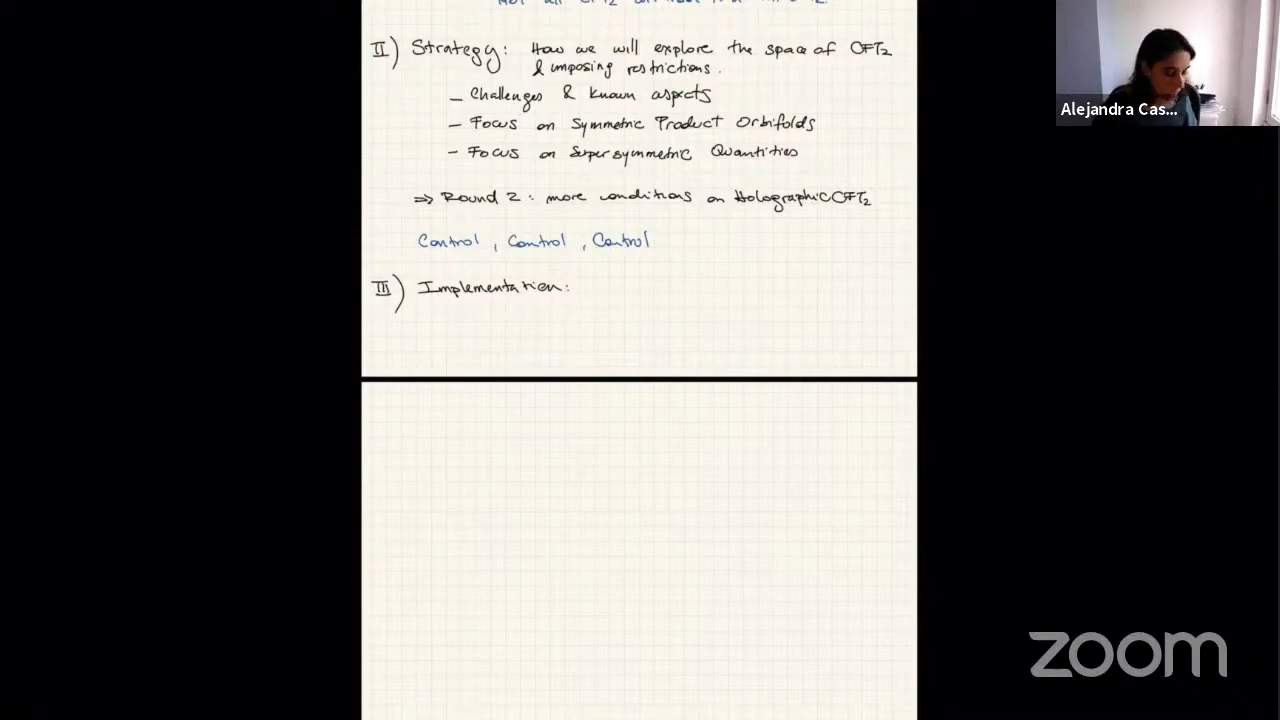 II) Strategy: How we will explore the space of CFT2
& imposing restrictions.
- Challenges & known aspects
- Focus on Symmetric Product Orbifolds
- Focus on Supersymmetric Quantities
⇒ Round 2: more conditions on Holographic CFT2
Control, Control, Control
III) Implementation:
Alejandra Cas...
zoom